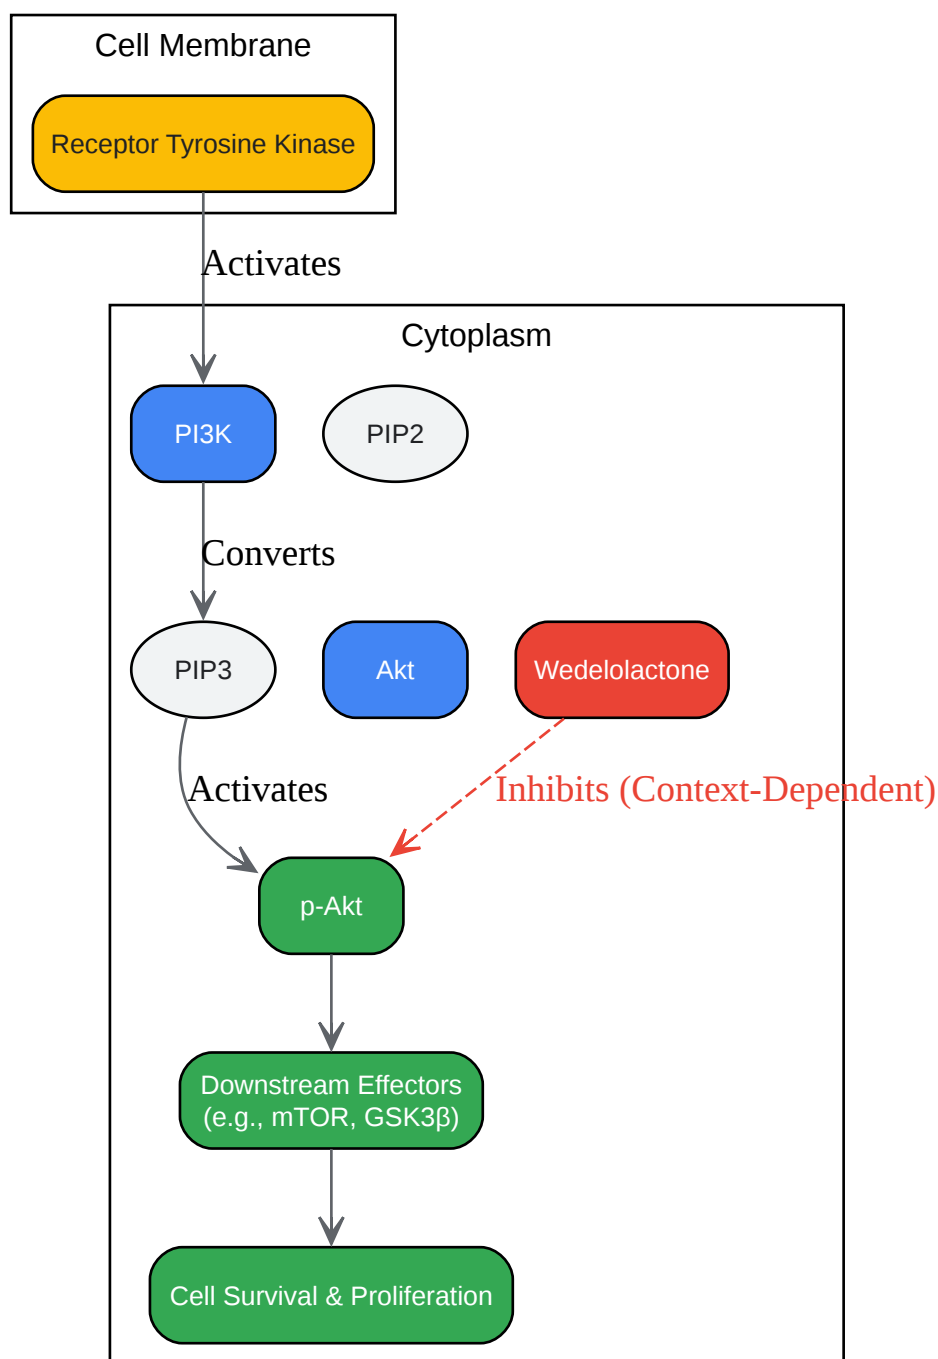 Cell Membrane
Receptor Tyrosine Kinase
Activates
Cytoplasm
PI3K
PIP2
Converts
PIP3
Akt
Wedelolactone
Activates
Inhibits (Context-Dependent)
p-Akt
Downstream Effectors
(e.g., mTOR, GSK3β)
Cell Survival & Proliferation